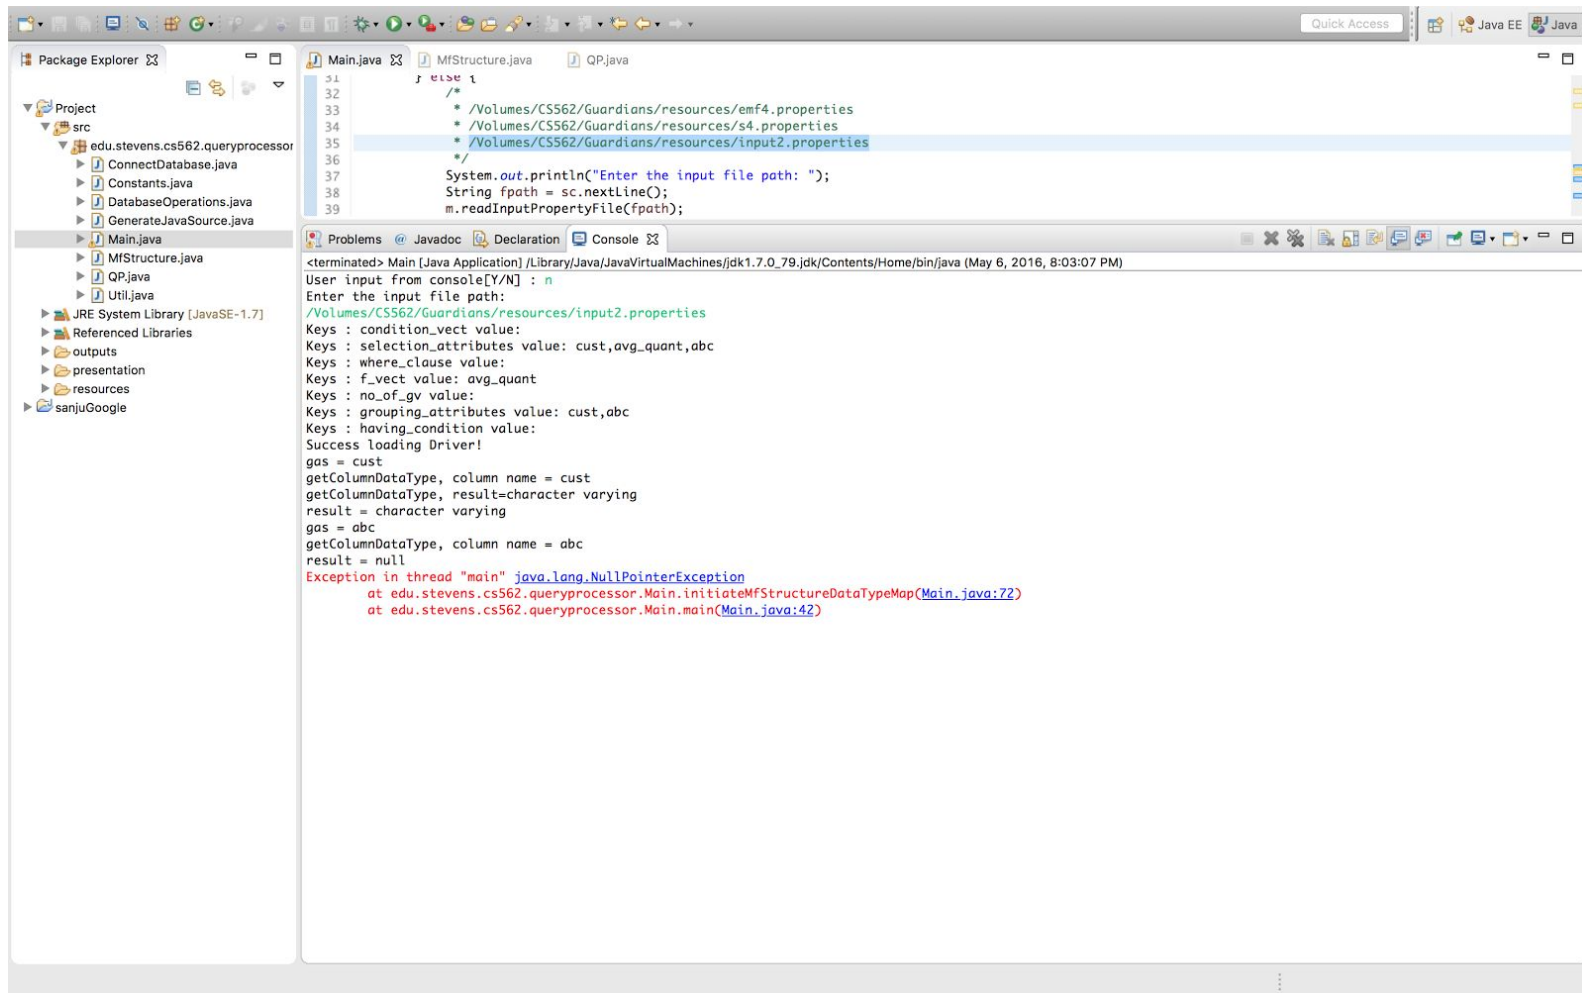 Quick Access
Java EE
Java
Package Explorer
Project
src
edu.stevens.cs562.queryprocessor
ConnectDatabase.java
Constants.java
DatabaseOperations.java
GenerateJavaSource.java
Main.java
MfStructure.java
QP.java
Util.java
JRE System Library [JavaSE-1.7]
Referenced Libraries
outputs
presentation
resources
sanjuGoogle
Main.java
MfStructure.java
QP.java
31 } else {
32 /*
33 * /Volumes/CS562/Guardians/resources/emf4.properties
34 * /Volumes/CS562/Guardians/resources/s4.properties
35 * /Volumes/CS562/Guardians/resources/input2.properties
36 */
37 System.out.println("Enter the input file path: ");
38 String fpath = sc.nextLine();
39 m.readInputPropertyFile(fpath);
Problems @ Javadoc Declaration Console
<terminated> Main [Java Application] /Library/Java/JavaVirtualMachines/jdk1.7.0_79.jdk/Contents/Home/bin/java (May 6, 2016, 8:03:07 PM)
User input from console[Y/N] : n
Enter the input file path:
/Volumes/CS562/Guardians/resources/input2.properties
Keys : condition_vect value:
Keys : selection_attributes value: cust,avg_quant,abc
Keys : where_clause value:
Keys : f_vect value: avg_quant
Keys : no_of_gv value:
Keys : grouping_attributes value: cust,abc
Keys : having_condition value:
Success loading Driver!
gas = cust
getColumnDataType, column name = cust
getColumnDataType, result=character varying
result = character varying
gas = abc
getColumnDataType, column name = abc
result = null
Exception in thread "main" java.lang.NullPointerException
at edu.stevens.cs562.queryprocessor.Main.initiateMfStructureDataTypeMap(Main.java:72)
at edu.stevens.cs562.queryprocessor.Main.main(Main.java:42)